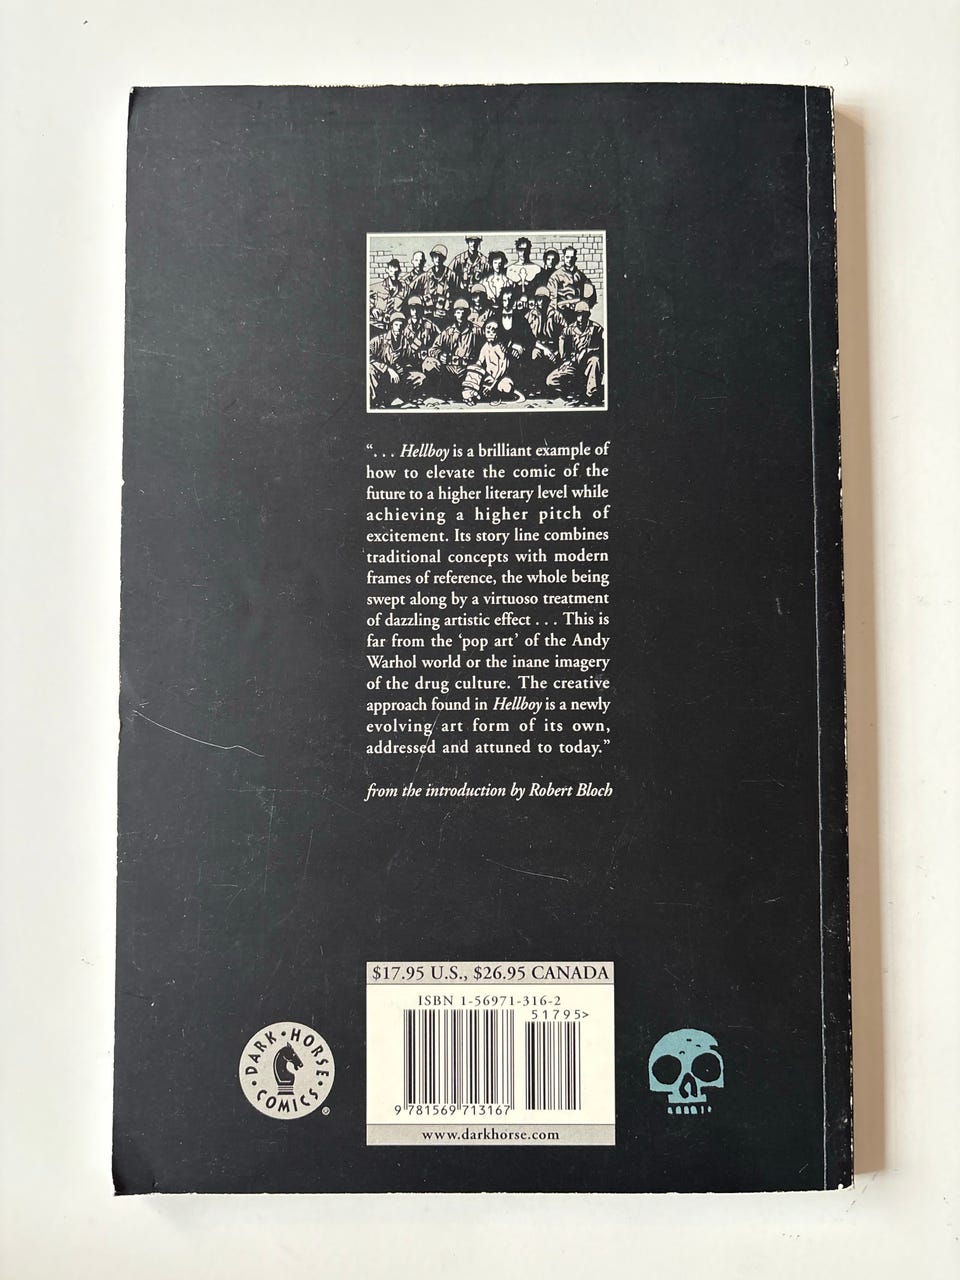 “. . . Hellboy is a brilliant example of
how to elevate the comic of the
future to a higher literary level while
achieving a higher pitch of
excitement. Its story line combines
traditional concepts with modern
frames of reference, the whole being
swept along by a virtuoso treatment
of dazzling artistic effect . . . This is
far from the ‘pop art’ of the Andy
Warhol world or the inane imagery
of the drug culture. The creative
approach found in Hellboy is a newly
evolving art form of its own,
addressed and attuned to today.”
from the introduction by Robert Bloch
$17.95 U.S., $26.95 CANADA
ISBN 1-56971-316-2
51795>
9 781569 713167
www.darkhorse.com
DARK • HORSE • COMICS •
®